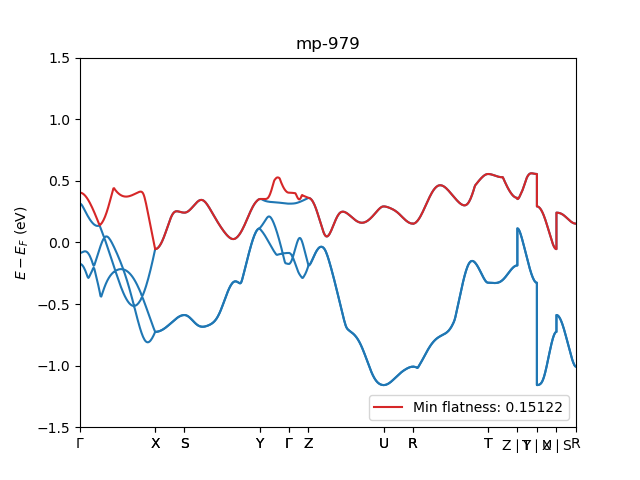 mp-979
1.5
1.0
0.5
0.0
−0.5
−1.0
−1.5
E − E_F (eV)
Min flatness: 0.15122
Γ X S Y Γ Z U R T Z | Y | X | S R